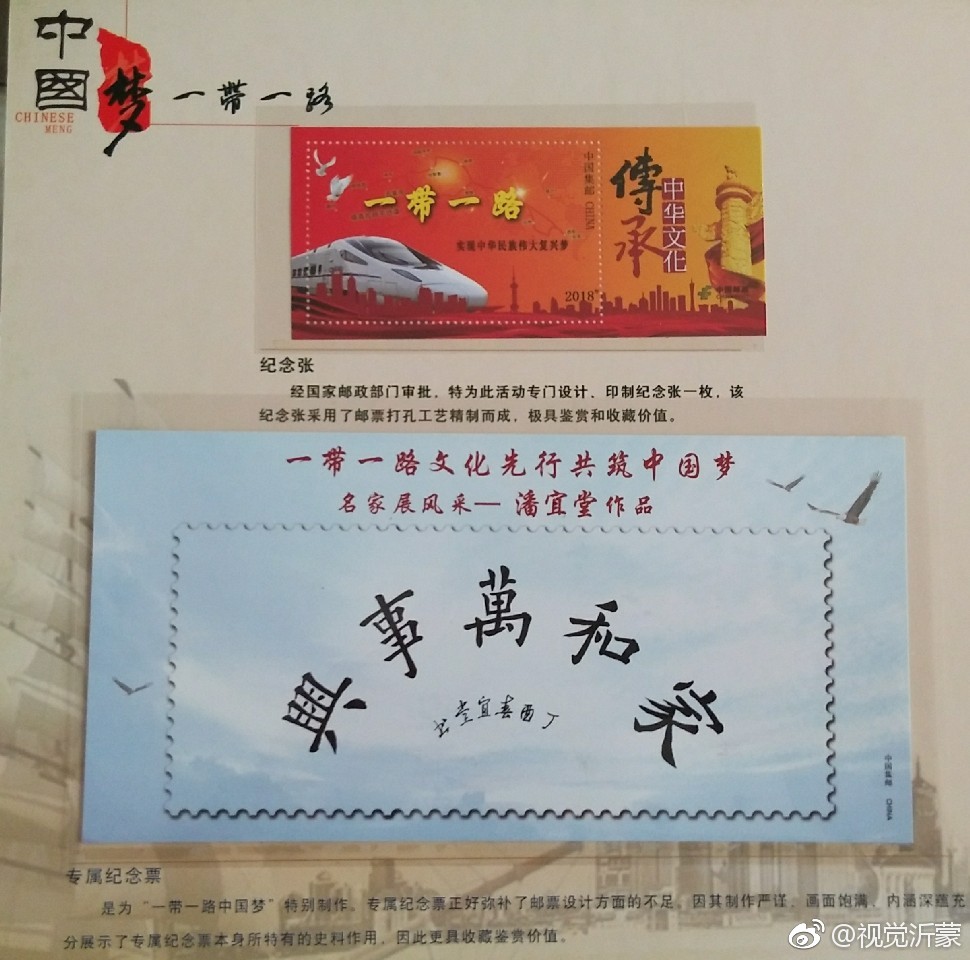 中國梦 一带一路
CHINESE
MENG
一带一路
实现中华民族伟大复兴梦
2018
中国集邮 CHINA
傳承
中华文化
中国邮政
纪念张
经国家邮政部门审批，特为此活动专门设计、印制纪念张一枚，该
纪念张采用了邮票打孔工艺精制而成，极具鉴赏和收藏价值。
一带一路文化先行共筑中国梦
名家展风采—潘宜堂作品
家和萬事興
丁酉春宜堂书
中国集邮 CHINA
专属纪念票
是为“一带一路中国梦”特别制作。专属纪念票正好弥补了邮票设计方面的不足，因其制作严谨、画面饱满、内涵深蕴充
分展示了专属纪念票本身所特有的史料作用，因此更具收藏鉴赏价值。
@视觉沂蒙